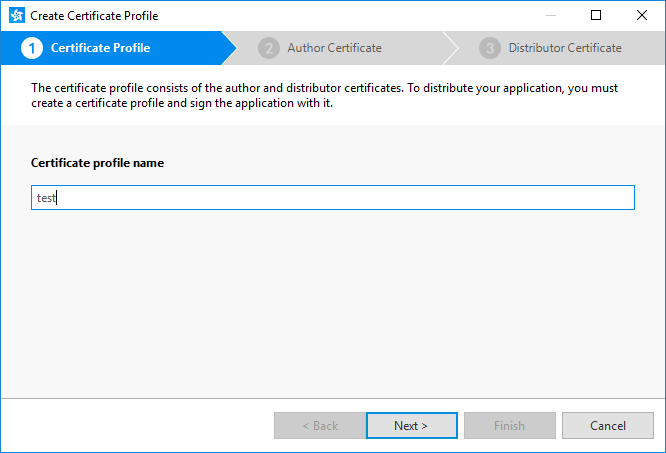 Create Certificate Profile
1 Certificate Profile
2 Author Certificate
3 Distributor Certificate
The certificate profile consists of the author and distributor certificates. To distribute your application, you must
create a certificate profile and sign the application with it.
Certificate profile name
test
< Back
Next >
Finish
Cancel